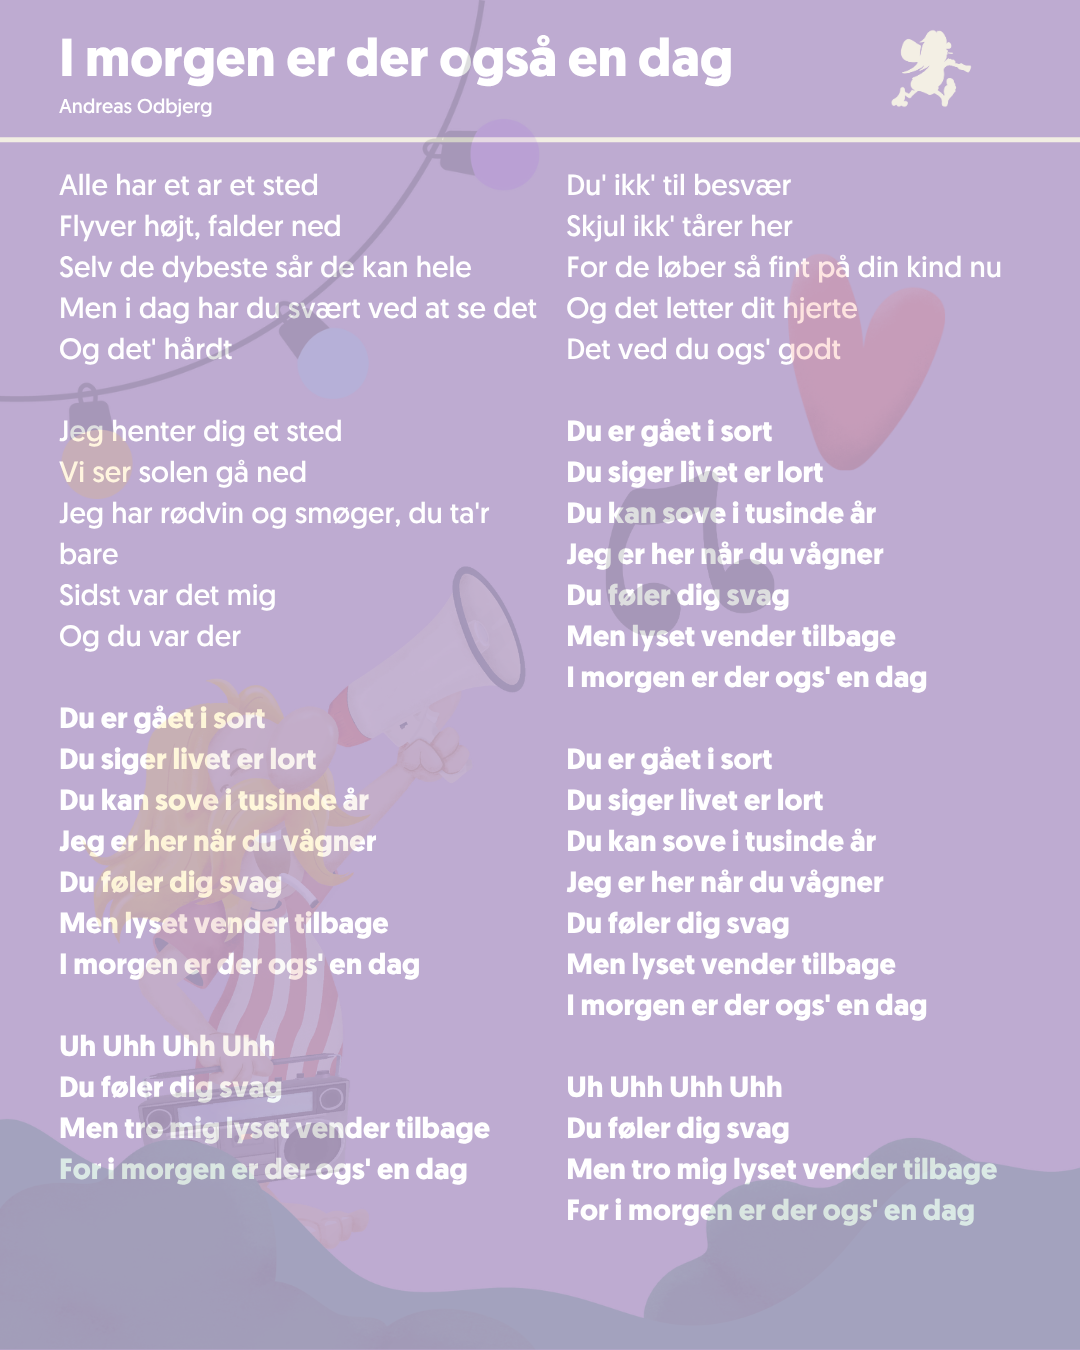 I morgen er der også en dag
Andreas Odbjerg
Alle har et ar et sted
Flyver højt, falder ned
Selv de dybeste sår de kan hele
Men i dag har du svært ved at se det
Og det' hårdt
Jeg henter dig et sted
Vi ser solen gå ned
Jeg har rødvin og smøger, du ta'r
bare
Sidst var det mig
Og du var der
Du er gået i sort
Du siger livet er lort
Du kan sove i tusinde år
Jeg er her når du vågner
Du føler dig svag
Men lyset vender tilbage
I morgen er der ogs' en dag
Uh Uhh Uhh Uhh
Du føler dig svag
Men tro mig lyset vender tilbage
For i morgen er der ogs' en dag
Du' ikk' til besvær
Skjul ikk' tårer her
For de løber så fint på din kind nu
Og det letter dit hjerte
Det ved du ogs' godt
Du er gået i sort
Du siger livet er lort
Du kan sove i tusinde år
Jeg er her når du vågner
Du føler dig svag
Men lyset vender tilbage
I morgen er der ogs' en dag
Du er gået i sort
Du siger livet er lort
Du kan sove i tusinde år
Jeg er her når du vågner
Du føler dig svag
Men lyset vender tilbage
I morgen er der ogs' en dag
Uh Uhh Uhh Uhh
Du føler dig svag
Men tro mig lyset vender tilbage
For i morgen er der ogs' en dag